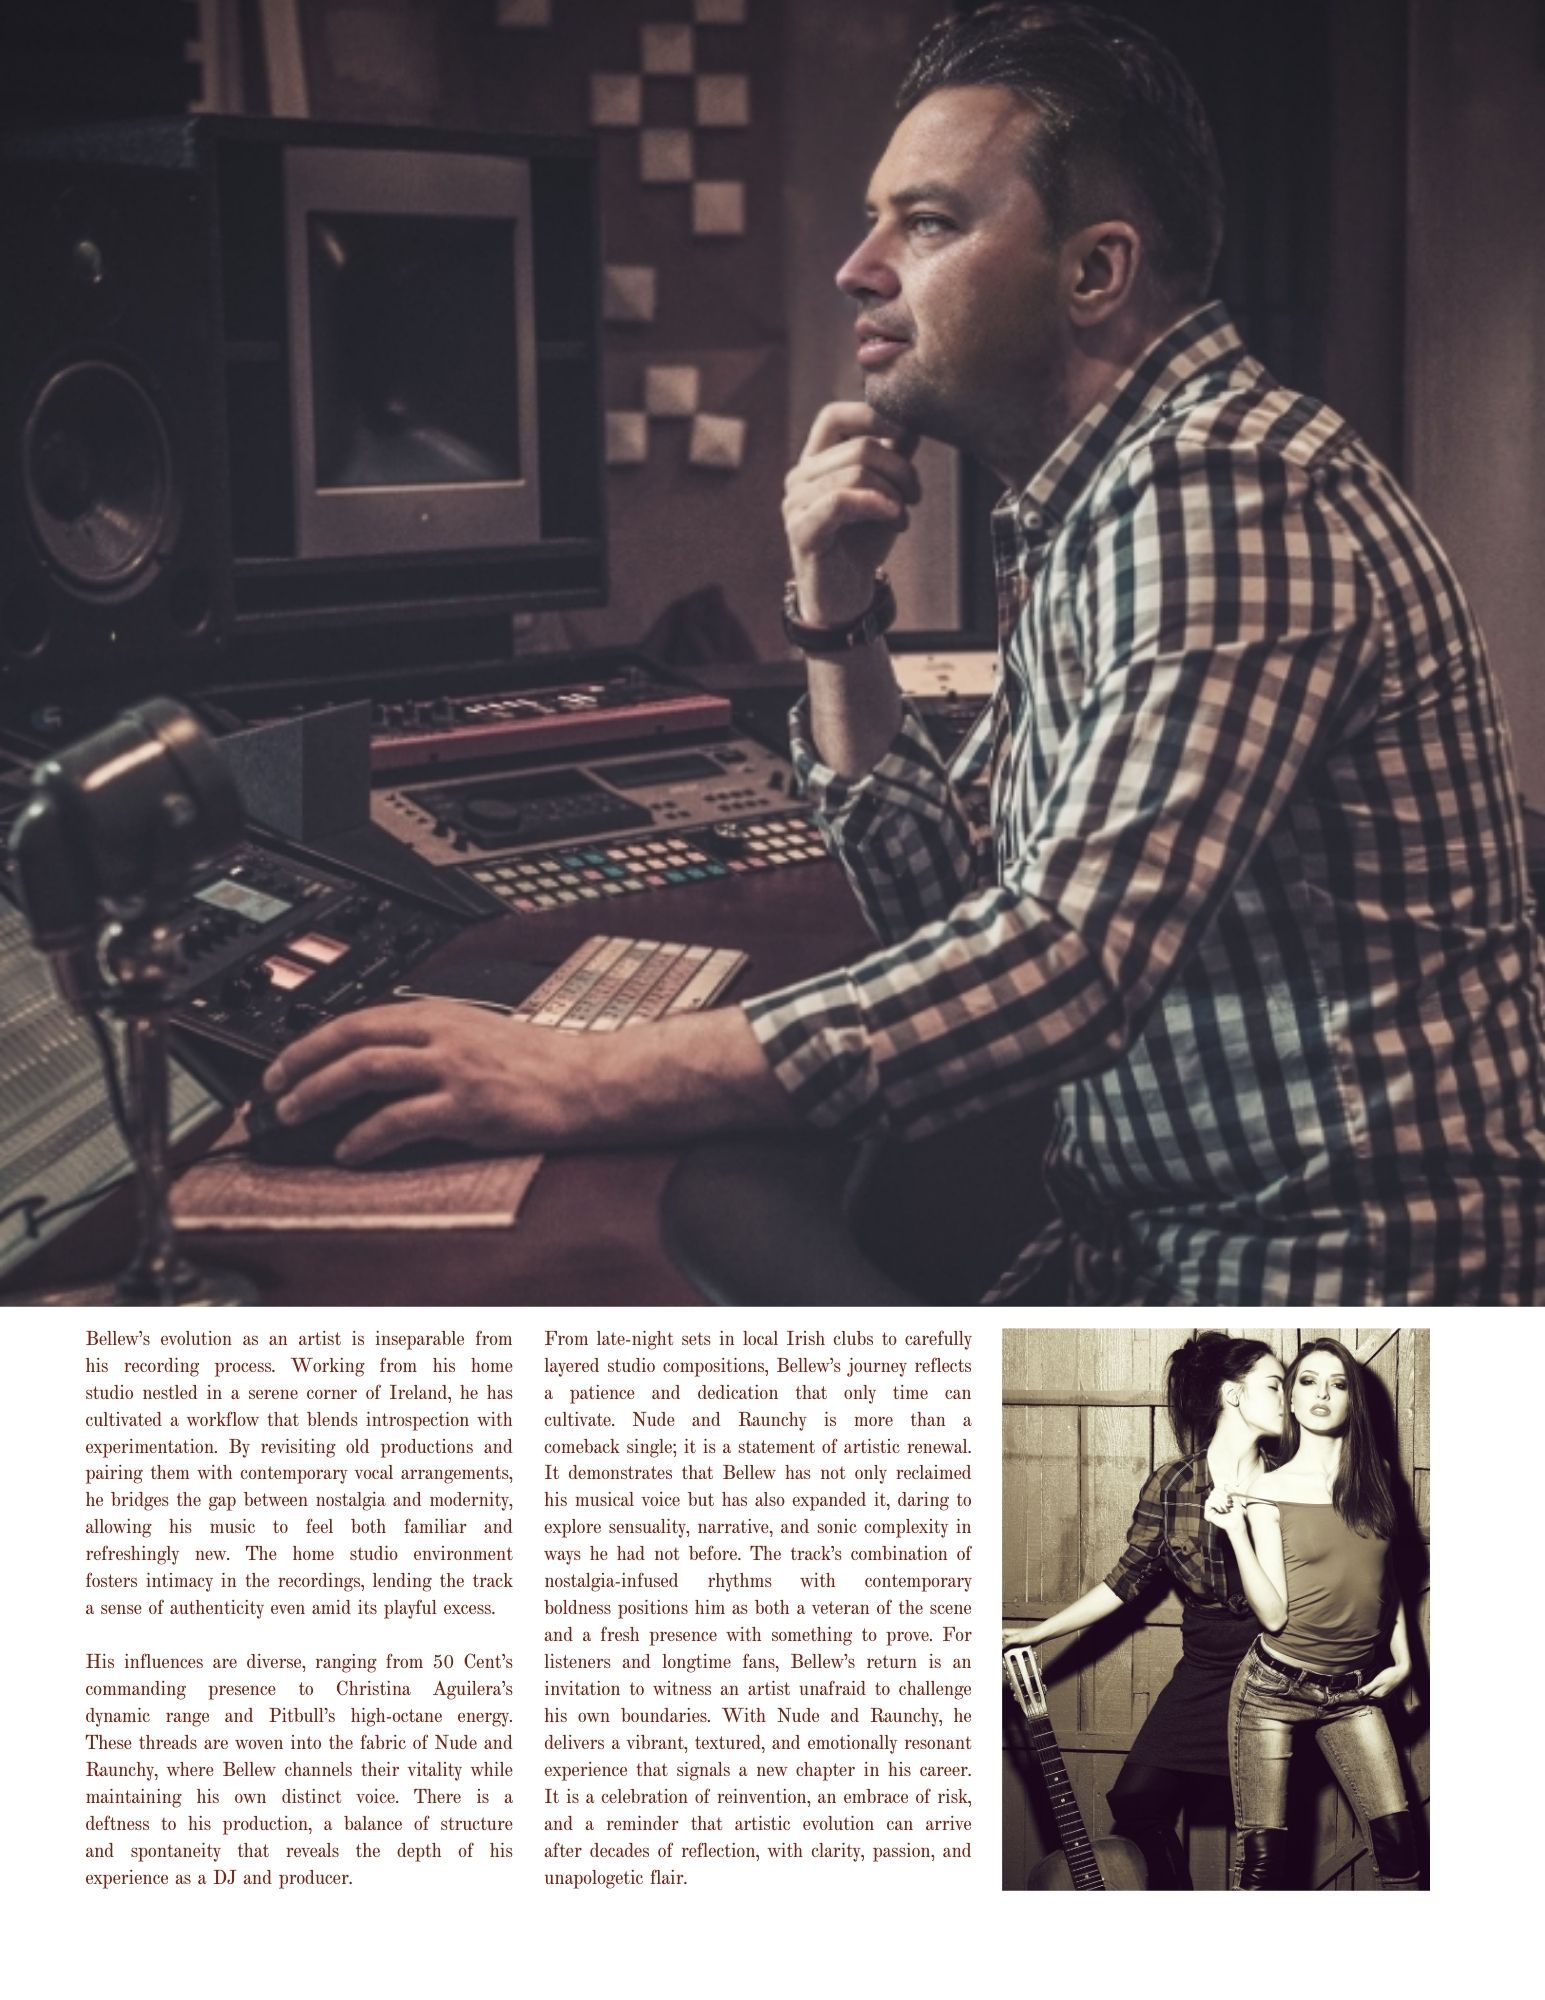 Bellew's evolution as an artist is inseparable from
his recording process. Working from his home
studio nestled in a serene corner of Ireland, he has
cultivated a workflow that blends introspection with
experimentation. By revisiting old productions and
pairing them with contemporary vocal arrangements,
he bridges the gap between nostalgia and modernity,
allowing his music to feel both familiar and
refreshingly new. The home studio environment
fosters intimacy in the recordings, lending the track
a sense of authenticity even amid its playful excess.

His influences are diverse, ranging from 50 Cent's
commanding presence to Christina Aguilera's
dynamic range and Pitbull's high-octane energy.
These threads are woven into the fabric of Nude and
Raunchy, where Bellew channels their vitality while
maintaining his own distinct voice. There is a
deftness to his production, a balance of structure
and spontaneity that reveals the depth of his
experience as a DJ and producer.

From late-night sets in local Irish clubs to carefully
layered studio compositions, Bellew's journey reflects
a patience and dedication that only time can
cultivate. Nude and Raunchy is more than a
comeback single; it is a statement of artistic renewal.
It demonstrates that Bellew has not only reclaimed
his musical voice but has also expanded it, daring to
explore sensuality, narrative, and sonic complexity in
ways he had not before. The track's combination of
nostalgia-infused rhythms with contemporary
boldness positions him as both a veteran of the scene
and a fresh presence with something to prove. For
listeners and longtime fans, Bellew's return is an
invitation to witness an artist unafraid to challenge
his own boundaries. With Nude and Raunchy, he
delivers a vibrant, textured, and emotionally resonant
experience that signals a new chapter in his career.
It is a celebration of reinvention, an embrace of risk,
and a reminder that artistic evolution can arrive
after decades of reflection, with clarity, passion, and
unapologetic flair.